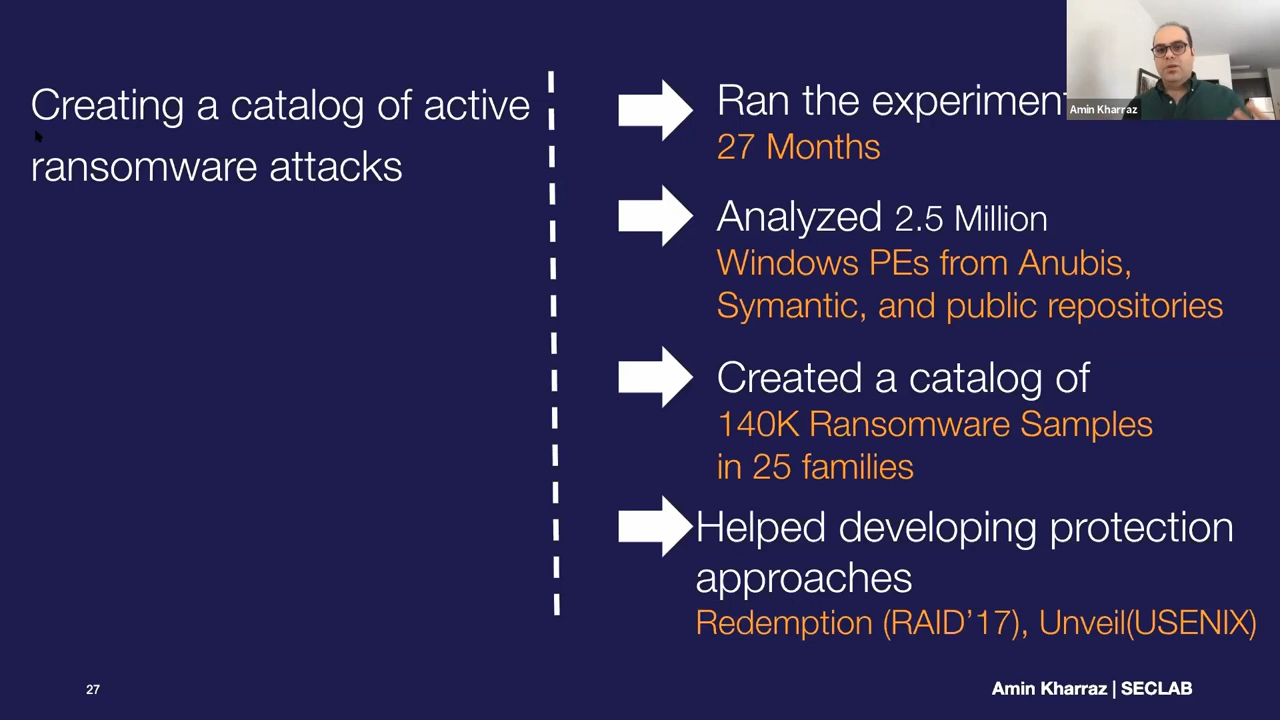 Creating a catalog of active
ransomware attacks
Ran the experiment
27 Months
Analyzed 2.5 Million
Windows PEs from Anubis,
Symantic, and public repositories
Created a catalog of
140K Ransomware Samples
in 25 families
Helped developing protection
approaches
Redemption (RAID’17), Unveil(USENIX)
Amin Kharraz
27
Amin Kharraz | SECLAB